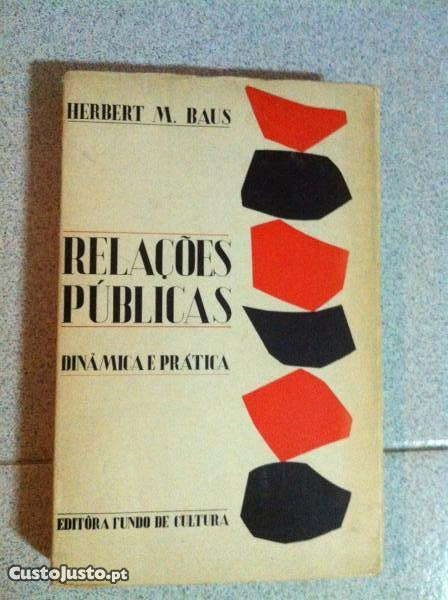 HERBERT M. BAUS
RELAÇÕES
PÚBLICAS
DINÂMICA E PRÁTICA
EDITÔRA FUNDO DE CULTURA
CustoJusto.pt